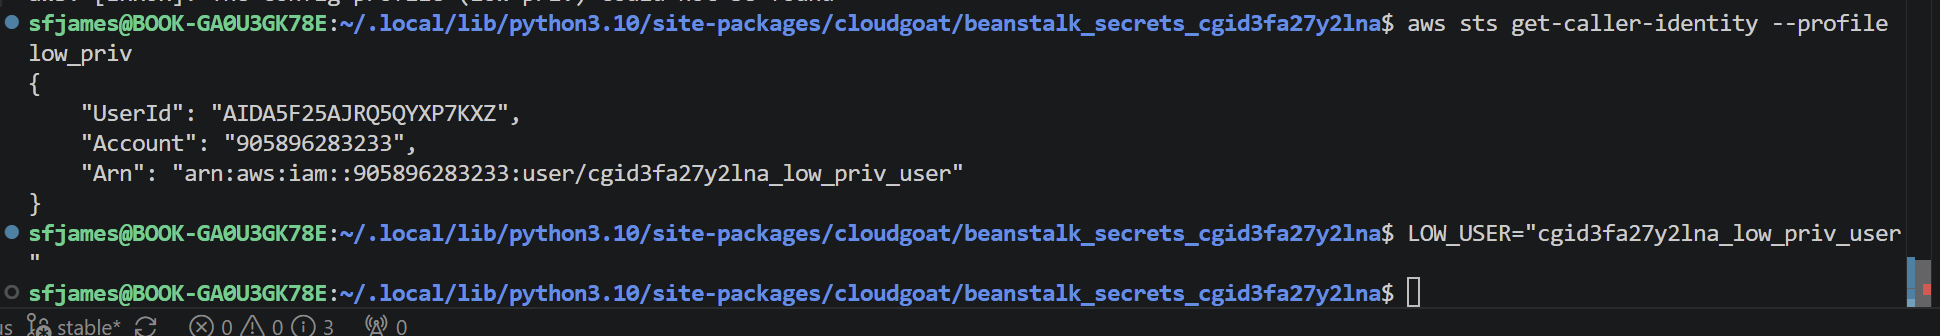 sfjames@BOOK-GA0U3GK78E:~/.local/lib/python3.10/site-packages/cloudgoat/beanstalk_secrets_cgid3fa27y2lna$ aws sts get-caller-identity --profile
low_priv
{
    "UserId": "AIDA5F25AJRQ5QYXP7KXZ",
    "Account": "905896283233",
    "Arn": "arn:aws:iam::905896283233:user/cgid3fa27y2lna_low_priv_user"
}
sfjames@BOOK-GA0U3GK78E:~/.local/lib/python3.10/site-packages/cloudgoat/beanstalk_secrets_cgid3fa27y2lna$ LOW_USER="cgid3fa27y2lna_low_priv_user
"
sfjames@BOOK-GA0U3GK78E:~/.local/lib/python3.10/site-packages/cloudgoat/beanstalk_secrets_cgid3fa27y2lna$
stable* 0 0 3 0